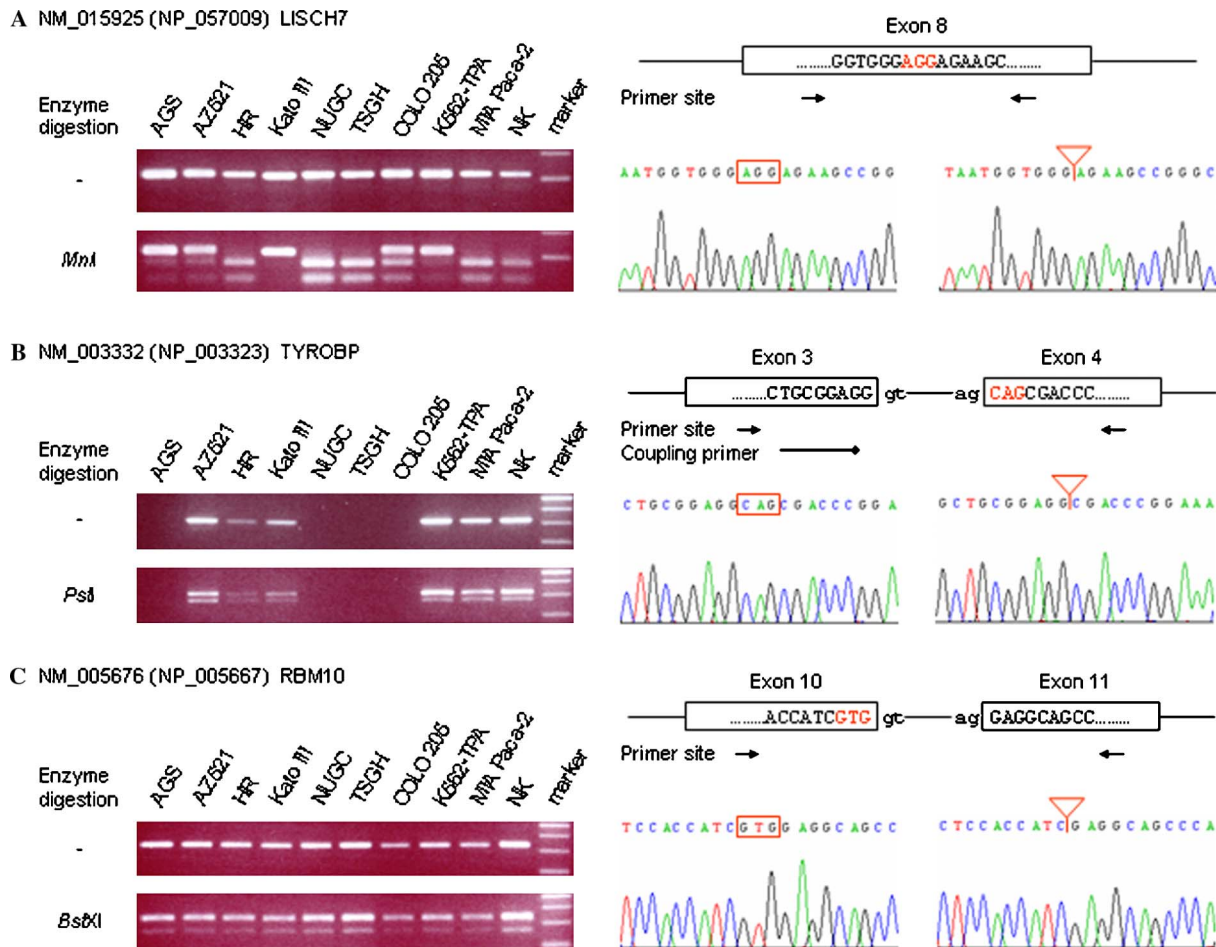 A NM_015925 (NP_057009) LISCH7
Enzyme digestion
AGS AZ521 HR Kato III NUGC TSGH COLO 205 K562-TPA MIA Paca-2 NK marker
-
MnlI
Exon 8
.........GGTGGGAGGAGAAGC.........
Primer site
AATGGTGGGAGGAGAAGCCGG
TAATGGTGGGAGAAGCCGGGC
B NM_003332 (NP_003323) TYROBP
Enzyme digestion
AGS AZ521 HR Kato III NUGC TSGH COLO 205 K562-TPA MIA Paca-2 NK marker
-
PstI
Exon 3
Exon 4
.........CTGCGGAGG gt
ag CAGCGACCC.........
Primer site
Coupling primer
CTGCGGAGGCAGCGACCCGGA
GCTGCGGAGGCGACCCGGAAA
C NM_005676 (NP_005667) RBM10
Enzyme digestion
AGS AZ521 HR Kato III NUGC TSGH COLO 205 K562-TPA MIA Paca-2 NK marker
-
BstXI
Exon 10
Exon 11
.........ACCATCGTG gt
ag GAGGCAGCC.........
Primer site
TCCACCATCGTGGAGGCAGCC
CTCCACCATCGAGGCAGCCCA